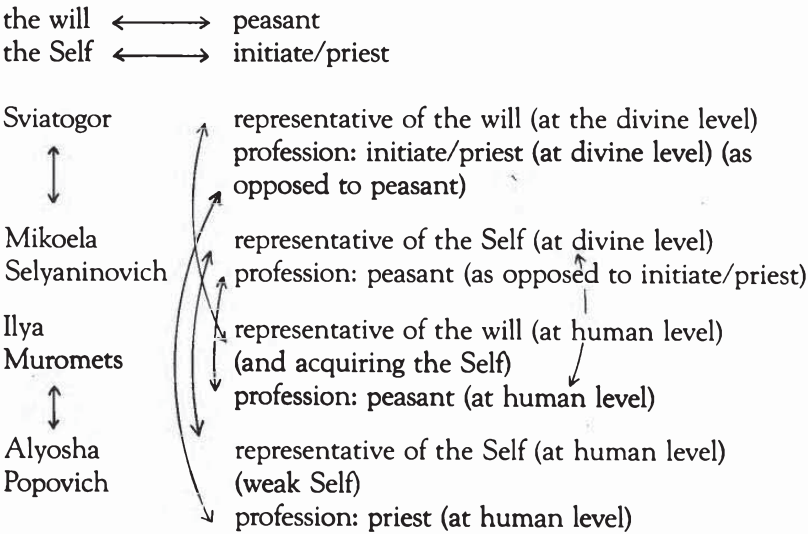 the will ⟷ peasant
the Self ⟷ initiate/priest
Sviatogor
representative of the will (at the divine level)
profession: initiate/priest (at divine level) (as
opposed to peasant)
Mikoela
Selyaninovich
representative of the Self (at divine level)
profession: peasant (as opposed to initiate/priest)
Ilya
Muromets
representative of the will (at human level)
(and acquiring the Self)
profession: peasant (at human level)
Alyosha
Popovich
representative of the Self (at human level)
(weak Self)
profession: priest (at human level)